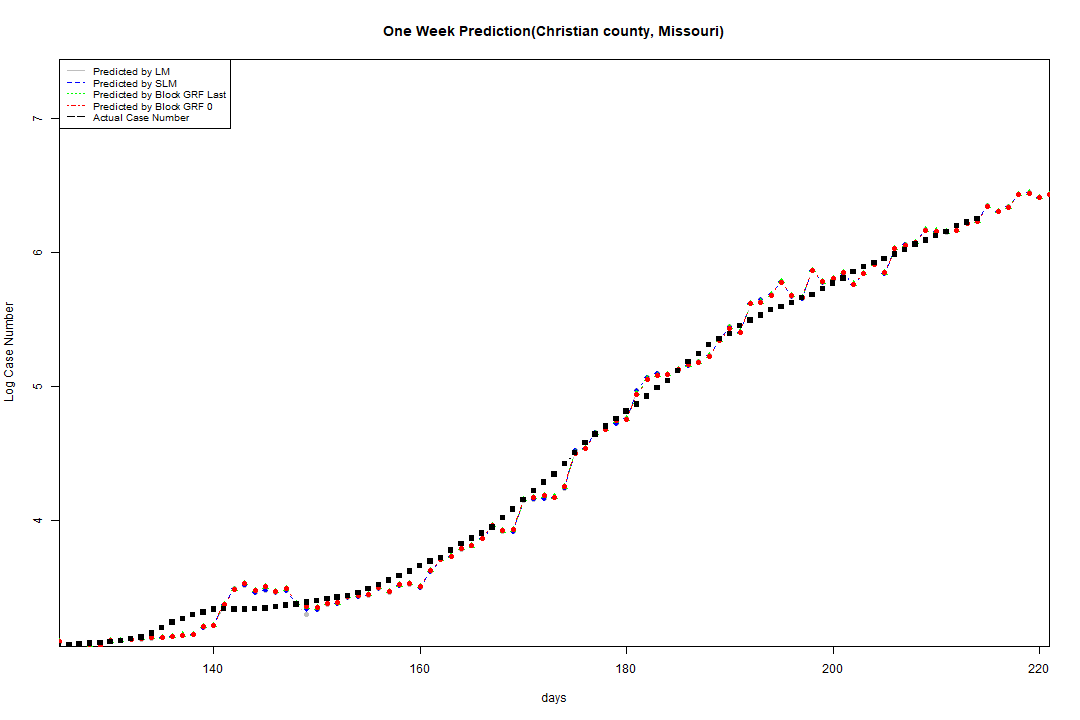 One Week Prediction(Christian county, Missouri)
Predicted by LM
Predicted by SLM
Predicted by Block GRF Last
Predicted by Block GRF 0
Actual Case Number
7
6
5
4
Log Case Number
140 160 180 200 220
days